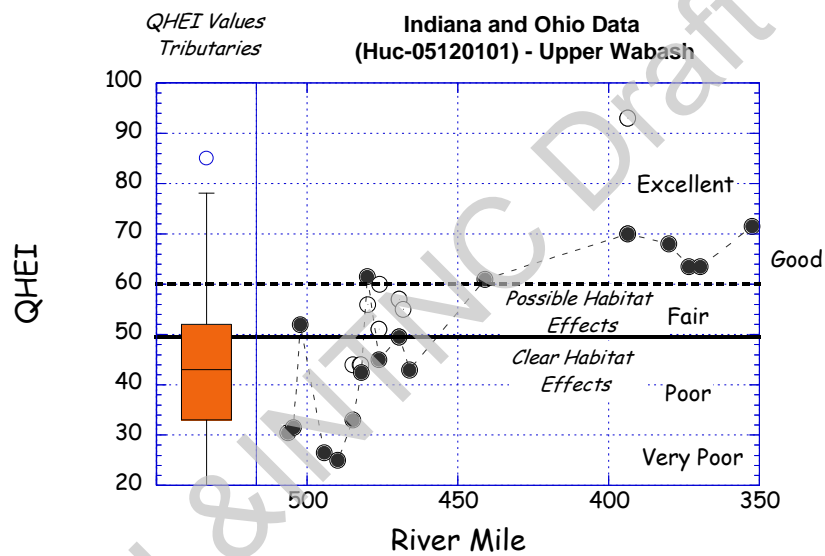 QHEI Values
Tributaries
Indiana and Ohio Data
(Huc-05120101) - Upper Wabash
100
90
80
70
60
50
40
30
20
QHEI
Excellent
Good
Possible Habitat
Effects
Fair
Clear Habitat
Effects
Poor
Very Poor
500
450
400
350
River Mile
& INTNC Draft